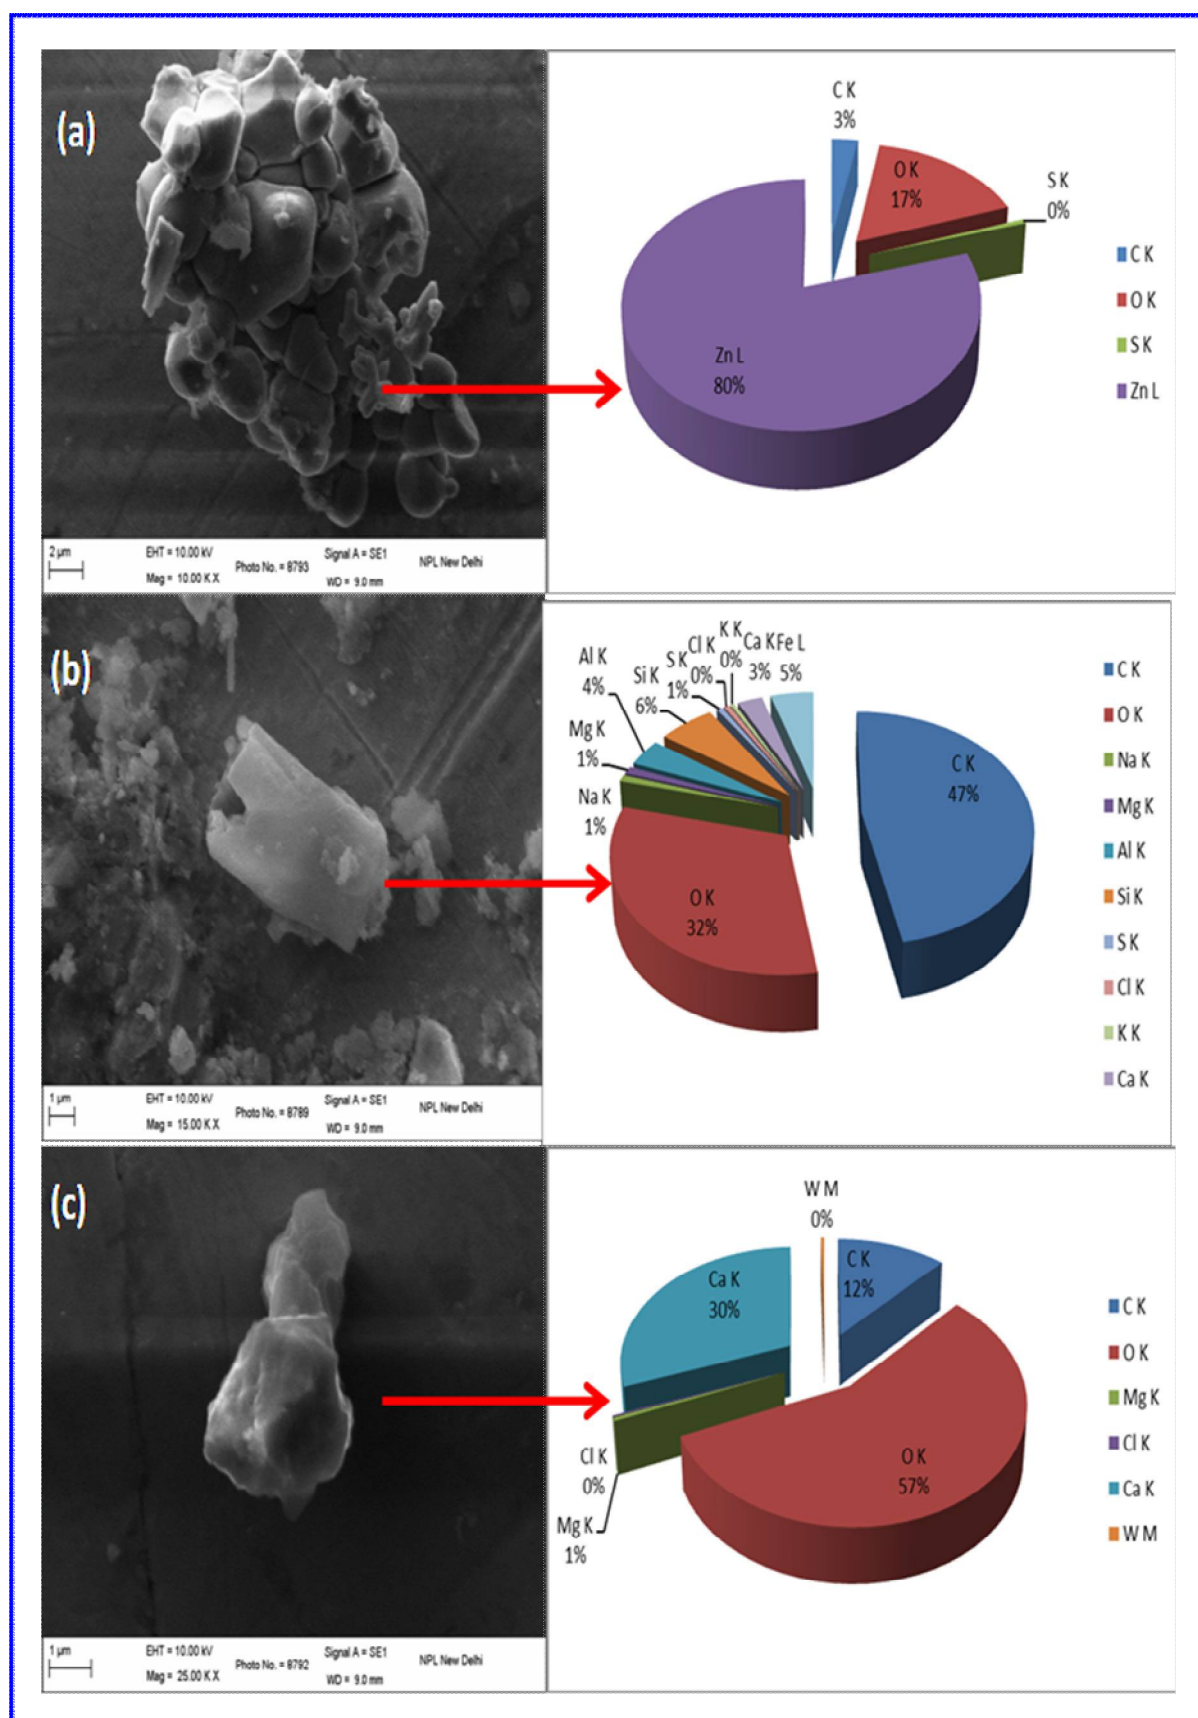 (a)
2 µm
EHT = 10.00 kV
Mag = 10.00 K X
Photo No. = 8793
Signal A = SE1
WD = 9.0 mm
NPL New Delhi
C K
3%
O K
17%
S K
0%
Zn L
80%
C K
O K
S K
Zn L
(b)
1 µm
EHT = 10.00 kV
Mag = 15.00 K X
Photo No. = 8789
Signal A = SE1
WD = 9.0 mm
NPL New Delhi
Na K
1%
Mg K
1%
Al K
4%
Si K
6%
S K
1%
Cl K
0%
K K
0%
Ca K
3%
Fe L
5%
C K
47%
O K
32%
C K
O K
Na K
Mg K
Al K
Si K
S K
Cl K
K K
Ca K
(c)
1 µm
EHT = 10.00 kV
Mag = 25.00 K X
Photo No. = 8792
Signal A = SE1
WD = 9.0 mm
NPL New Delhi
W M
0%
C K
12%
Ca K
30%
O K
57%
Cl K
0%
Mg K
1%
C K
O K
Mg K
Cl K
Ca K
W M